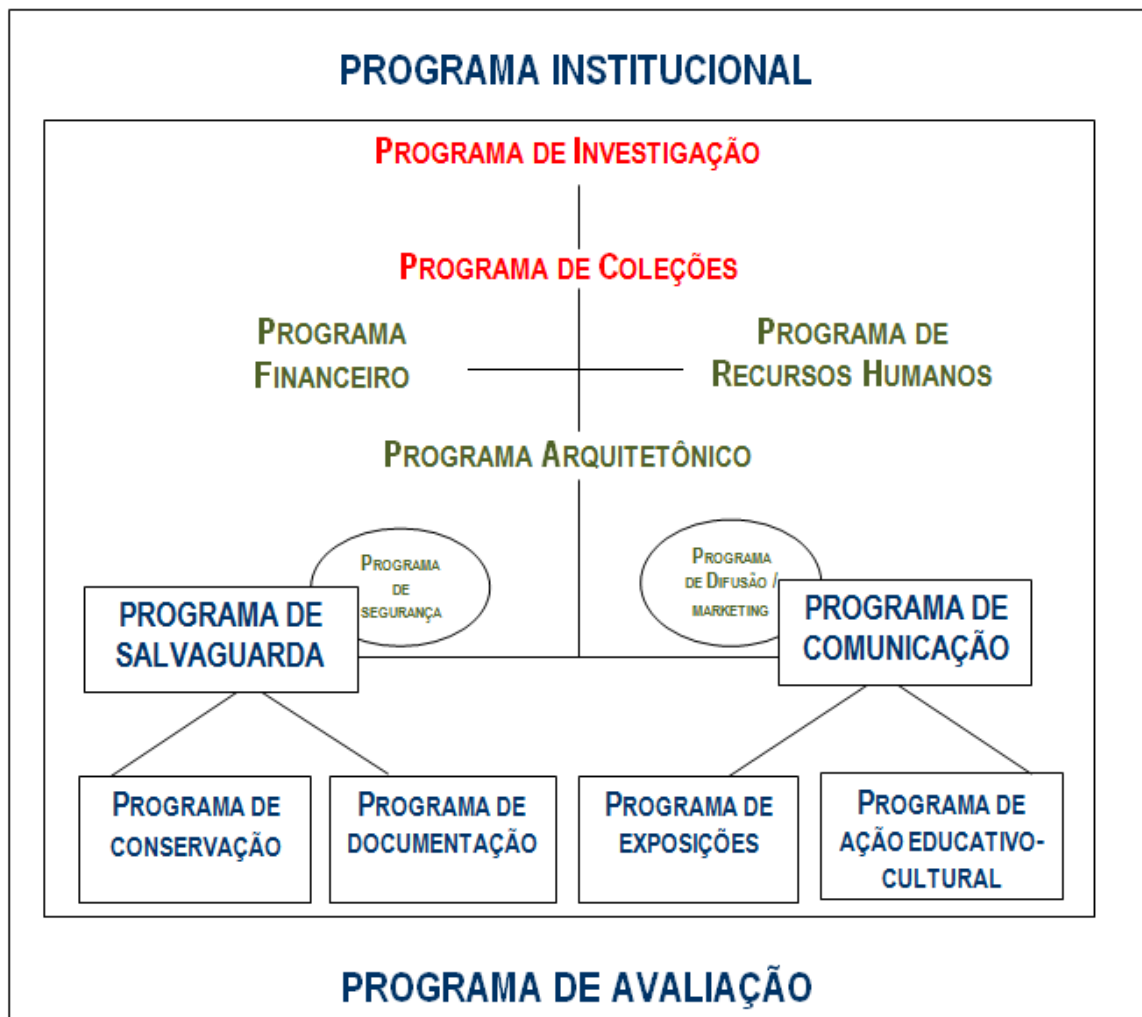 PROGRAMA INSTITUCIONAL
PROGRAMA DE INVESTIGAÇÃO
PROGRAMA DE COLEÇÕES
PROGRAMA
FINANCEIRO
PROGRAMA DE
RECURSOS HUMANOS
PROGRAMA ARQUITETÔNICO
PROGRAMA
DE
SEGURANÇA
PROGRAMA
DE DIFUSÃO /
MARKETING
PROGRAMA DE
SALVAGUARDA
PROGRAMA DE
COMUNICAÇÃO
PROGRAMA DE
CONSERVAÇÃO
PROGRAMA DE
DOCUMENTAÇÃO
PROGRAMA DE
EXPOSIÇÕES
PROGRAMA DE
AÇÃO EDUCATIVO-
CULTURAL
PROGRAMA DE AVALIAÇÃO